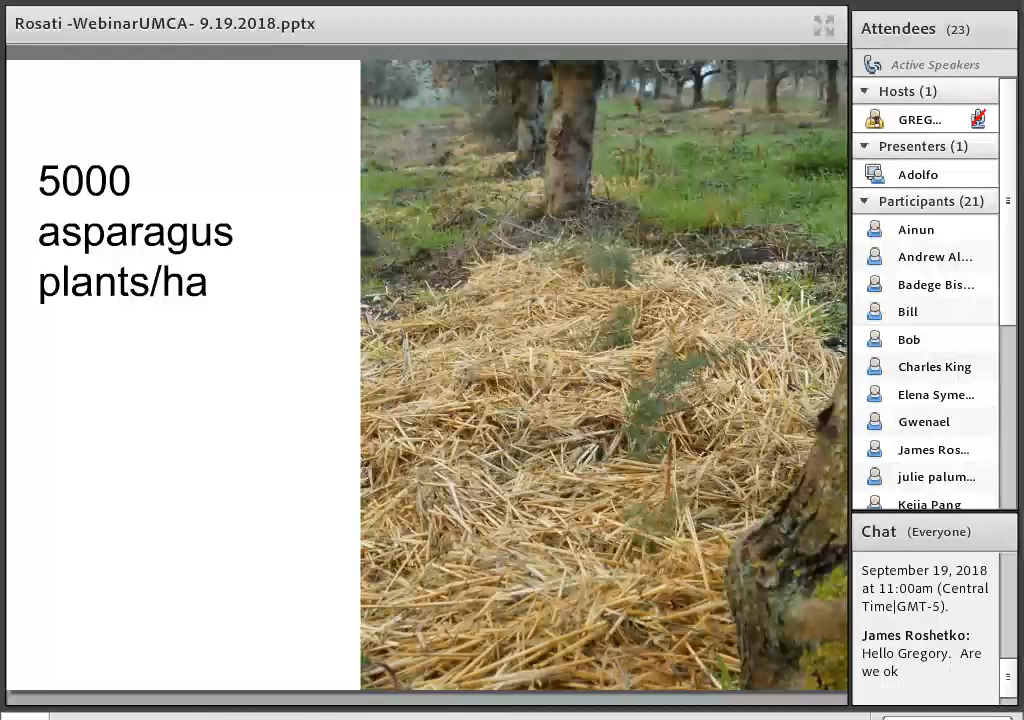 Rosati -WebinarUMCA- 9.19.2018.pptx
5000
asparagus
plants/ha
Attendees (23)
Active Speakers
Hosts (1)
GREG...
Presenters (1)
Adolfo
Participants (21)
Ainun
Andrew Al...
Badege Bis...
Bill
Bob
Charles King
Elena Syme...
Gwenael
James Ros...
julie palum...
Keiia Pang
Chat (Everyone)
September 19, 2018
at 11:00am (Central
Time|GMT-5).
James Roshetko:
Hello Gregory. Are
we ok